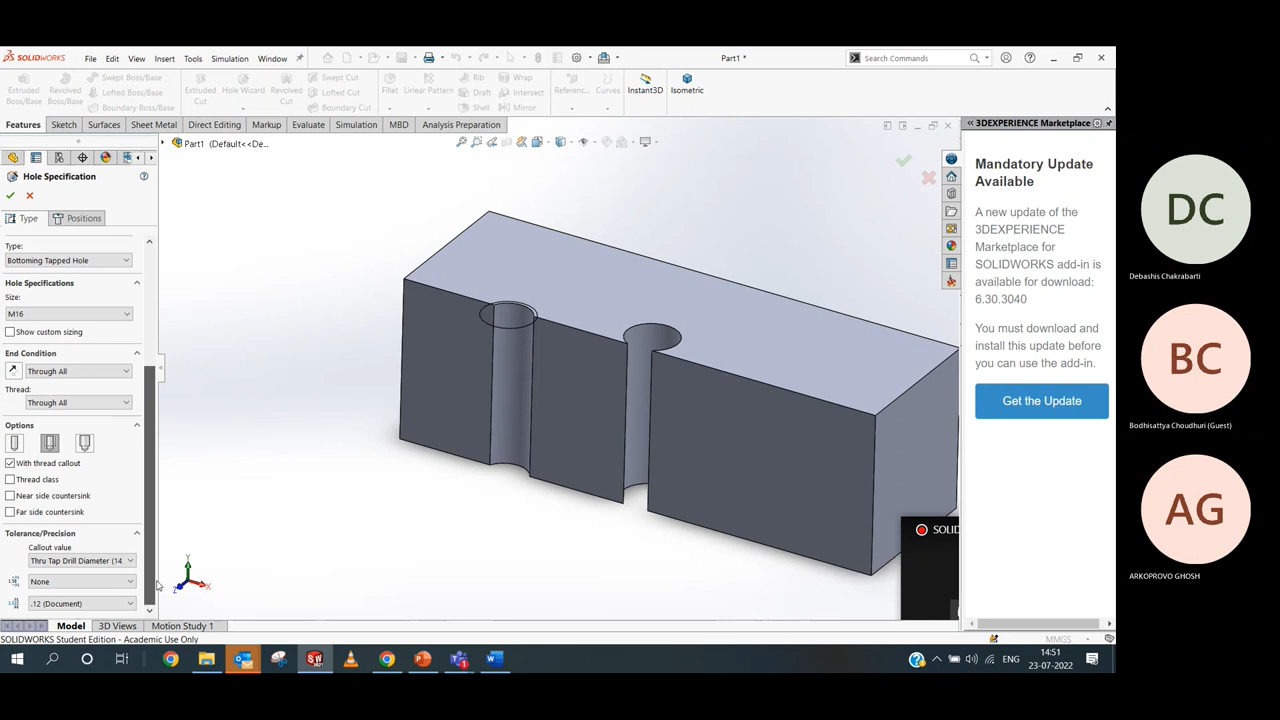 SOLIDWORKS
File
Edit
View
Insert
Tools
Simulation
Window
Part1 *
Search Commands
Extruded Boss/Base
Revolved Boss/Base
Swept Boss/Base
Lofted Boss/Base
Boundary Boss/Base
Extruded Cut
Hole Wizard
Revolved Cut
Swept Cut
Lofted Cut
Boundary Cut
Fillet
Linear Pattern
Rib
Draft
Shell
Wrap
Intersect
Mirror
Referenc...
Curves
Instant3D
Isometric
Features
Sketch
Surfaces
Sheet Metal
Direct Editing
Markup
Evaluate
Simulation
MBD
Analysis Preparation
Part1 (Default<<De...
Hole Specification
Type
Positions
Type:
Bottoming Tapped Hole
Hole Specifications
Size:
M16
Show custom sizing
End Condition
Through All
Thread:
Through All
Options
With thread callout
Thread class
Near side countersink
Far side countersink
Tolerance/Precision
Callout value
Thru Tap Drill Diameter (14
None
.12 (Document)
Y
X
Z
SOLID
3DEXPERIENCE Marketplace
Mandatory Update
Available
A new update of the
3DEXPERIENCE
Marketplace for
SOLIDWORKS add-in is
available for download:
6.30.3040
You must download and
install this update before
you can use the add-in.
Get the Update
Model
3D Views
Motion Study 1
SOLIDWORKS Student Edition - Academic Use Only
MMGS
ENG
14:51
23-07-2022
DC
Debashis Chakrabarti
BC
Bodhisattya Choudhuri (Guest)
AG
ARKOPROVO GHOSH